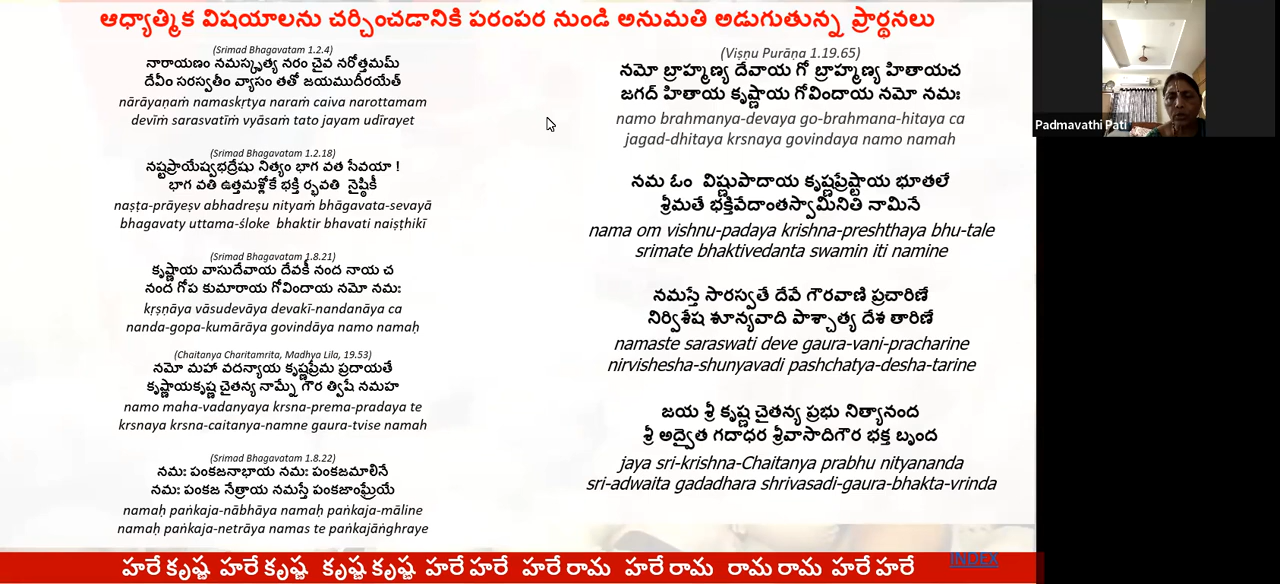 ఆధ్యాత్మిక విషయాలను చర్చించడానికి పరంపర నుండి అనుమతి అడుగుతున్న ప్రార్థనలు
(Srimad Bhagavatam 1.2.4)
నారాయణం నమస్కృత్య నరం చైవ నరోత్తమమ్
దేవీం సరస్వతీం వ్యాసం తతో జయముదీరయేత్
nārāyaṇaṁ namaskṛtya naraṁ caiva narottamam
devīṁ sarasvatīṁ vyāsaṁ tato jayam udīrayet
(Srimad Bhagavatam 1.2.18)
నష్టప్రాయేష్వభద్రేషు నిత్యం భాగ వత సేవయా !
భాగ వతి ఉత్తమశ్లోకే భక్తి ర్భవతి నైష్ఠికీ
naṣṭa-prāyeṣv abhadreṣu nityaṁ bhāgavata-sevayā
bhagavaty uttama-śloke bhaktir bhavati naiṣṭhikī
(Srimad Bhagavatam 1.8.21)
కృష్ణాయ వాసుదేవాయ దేవకీ నంద నాయ చ
నంద గోప కుమారాయ గోవిందాయ నమో నమః
kṛṣṇāya vāsudevāya devakī-nandanāya ca
nanda-gopa-kumārāya govindāya namo namaḥ
(Chaitanya Charitamrita, Madhya Lila, 19.53)
నమో మహా వదన్యాయ కృష్ణప్రేమ ప్రదాయతే
కృష్ణాయకృష్ణ చైతన్య నామ్నే గౌర త్విషే నమహ
namo maha-vadanyaya krsna-prema-pradaya te
krsnaya krsna-caitanya-namne gaura-tvise namah
(Srimad Bhagavatam 1.8.22)
నమః పంకజనాభాయ నమః పంకజమాలినే
నమః పంకజ నేత్రాయ నమస్తే పంకజాంఘ్రేయే
namaḥ paṅkaja-nābhāya namaḥ paṅkaja-māline
namaḥ paṅkaja-netrāya namas te paṅkajāṅghraye
(Viṣṇu Purāṇa 1.19.65)
నమో బ్రాహ్మణ్య దేవాయ గో బ్రాహ్మణ్య హితాయచ
జగద్ హితాయ కృష్ణాయ గోవిందాయ నమో నమః
namo brahmanya-devaya go-brahmana-hitaya ca
jagad-dhitaya krsnaya govindaya namo namah
నమ ఓం విష్ణుపాదాయ కృష్ణప్రేష్టాయ భూతలే
శ్రీమతే భక్తివేదాంతస్వామినితి నామినే
nama om vishnu-padaya krishna-preshthaya bhu-tale
srimate bhaktivedanta swamin iti namine
నమస్తే సారస్వతే దేవే గౌరవాణి ప్రచారిణే
నిర్విశేష శూన్యవాది పాశ్చాత్య దేశ తారిణే
namaste saraswati deve gaura-vani-pracharine
nirvishesha-shunyavadi pashchatya-desha-tarine
జయ శ్రీ కృష్ణ చైతన్య ప్రభు నిత్యానంద
శ్రీ అద్వైత గదాధర శ్రీవాసాదిగౌర భక్త బృంద
jaya sri-krishna-Chaitanya prabhu nityananda
sri-adwaita gadadhara shrivasadi-gaura-bhakta-vrinda
హరే కృష్ణ హరే కృష్ణ కృష్ణ కృష్ణ హరే హరే హరే రామ హరే రామ రామ రామ హరే హరే
INDEX
Padmavathi Pati